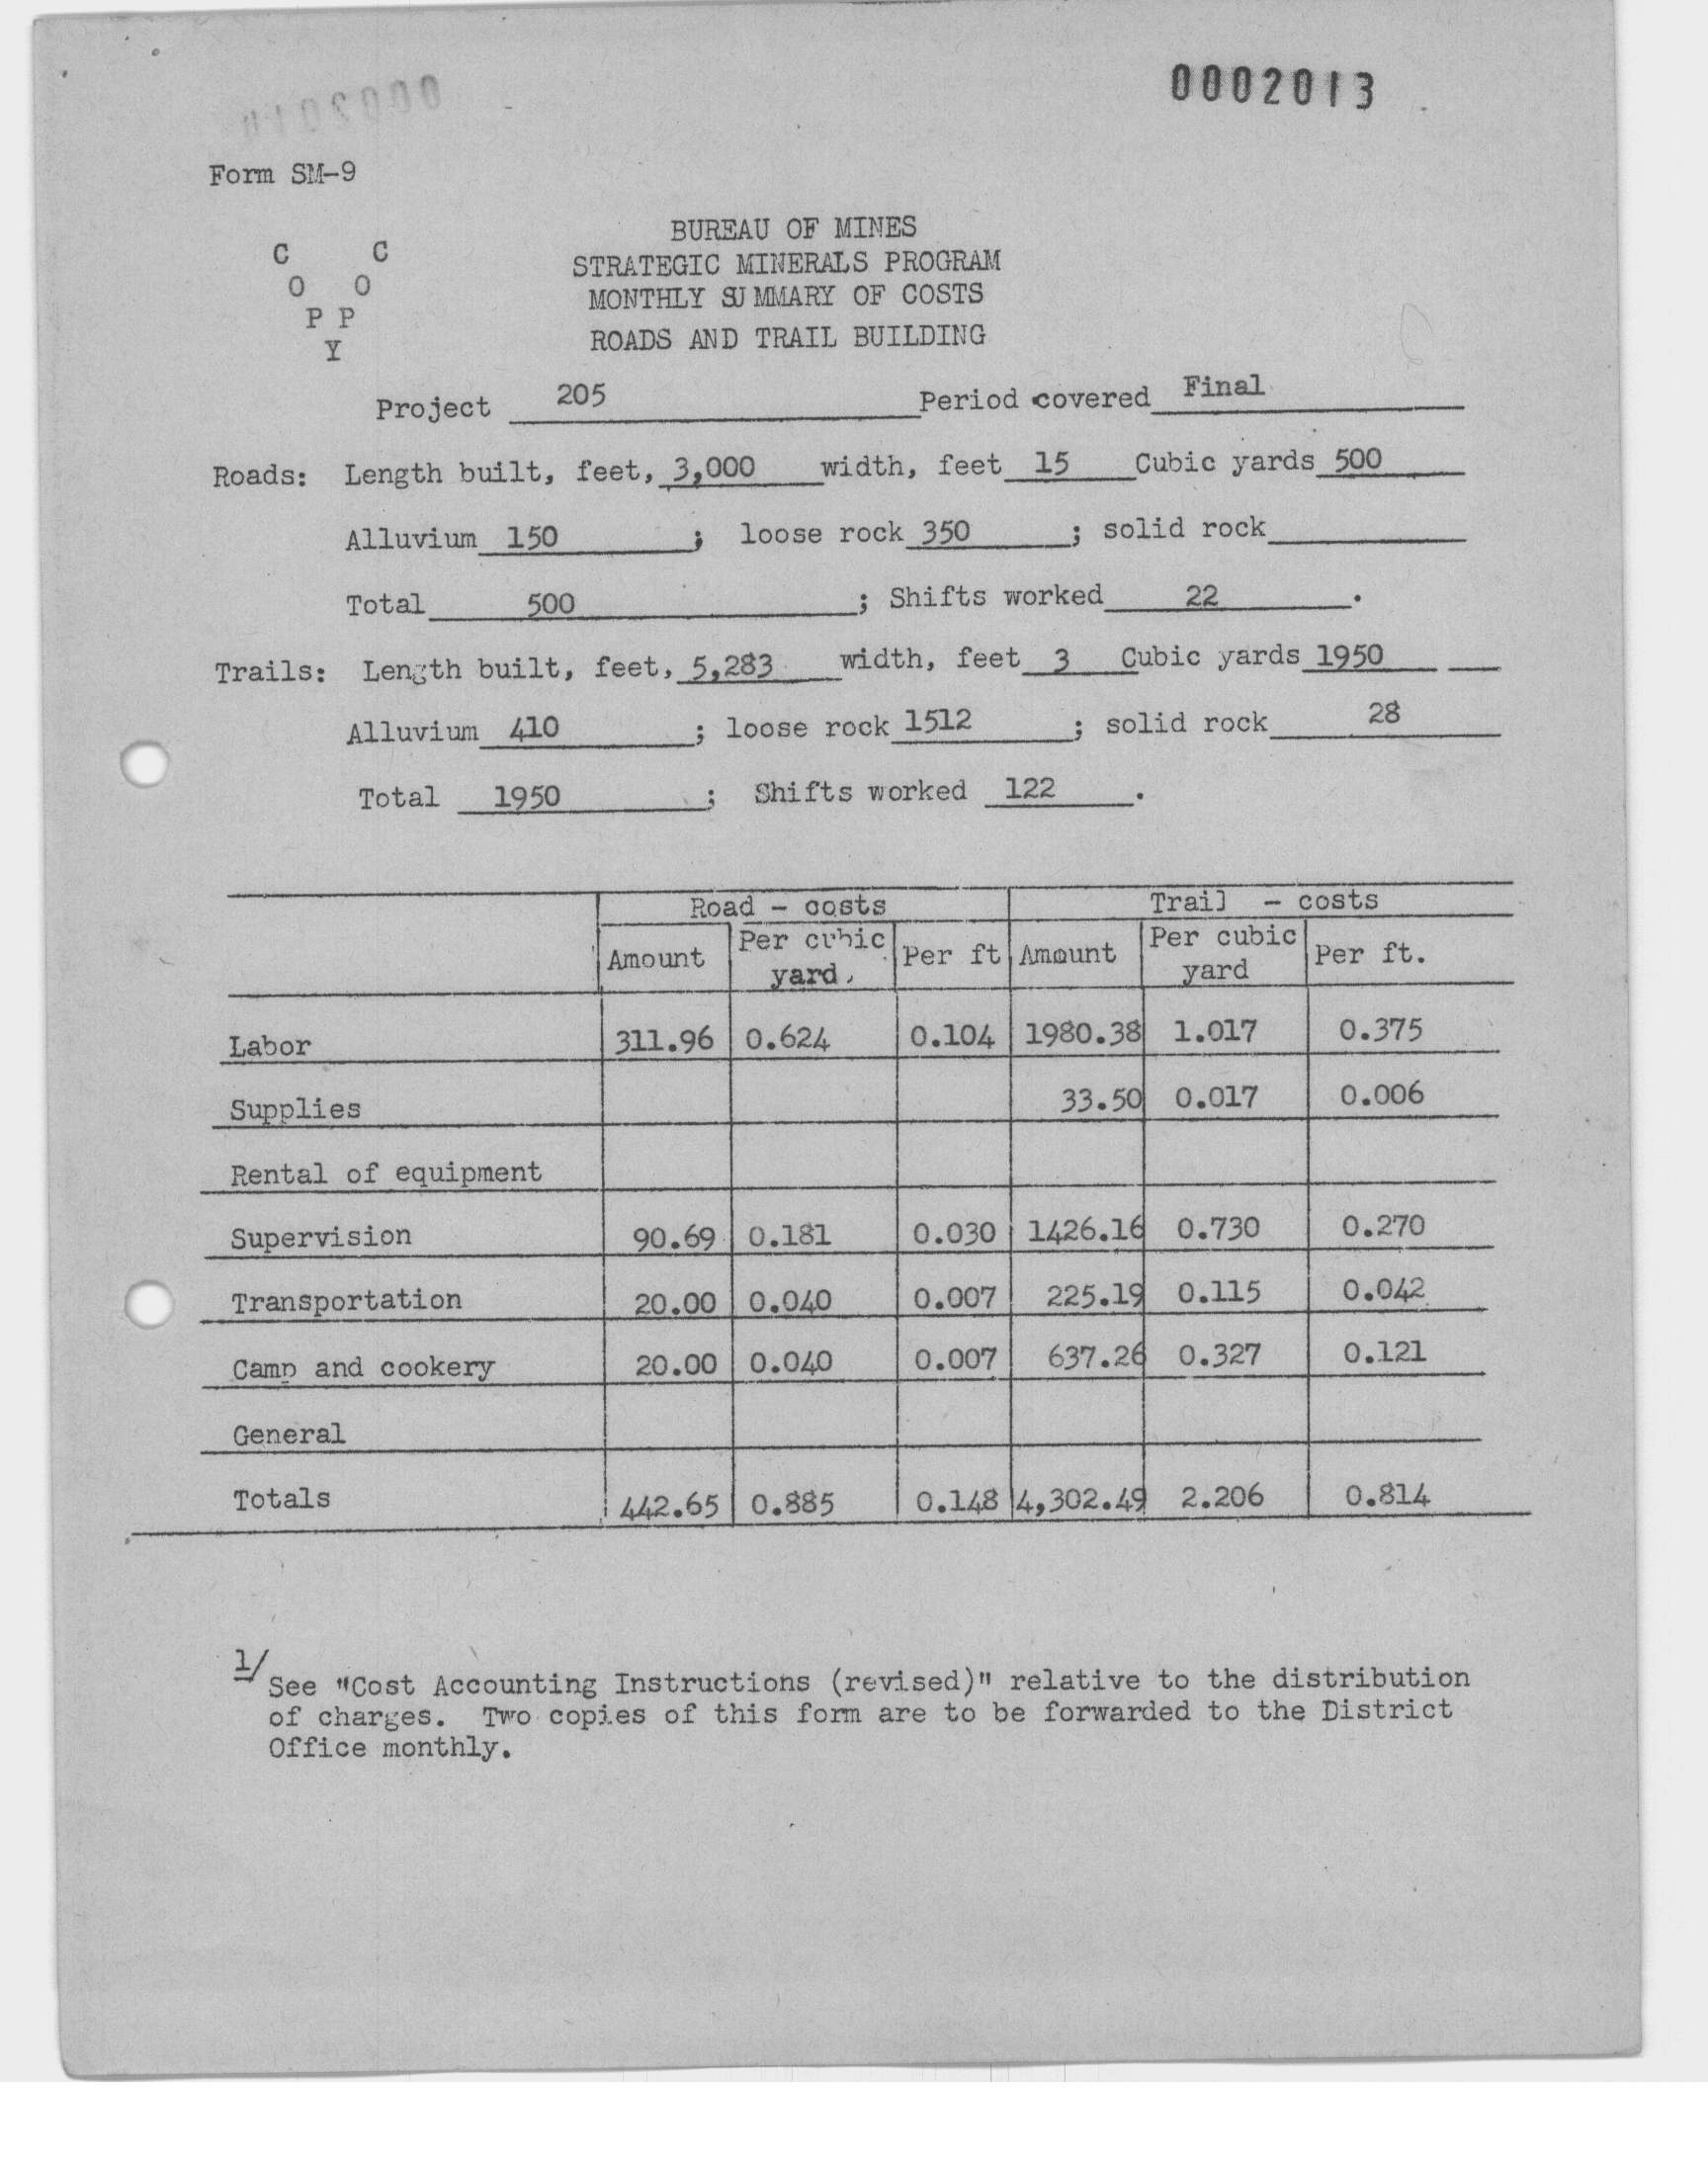 0002013
Form SM-9
C C
O O
P P
Y
BUREAU OF MINES
STRATEGIC MINERALS PROGRAM
MONTHLY SUMMARY OF COSTS
ROADS AND TRAIL BUILDING
Project 205 Period covered Final
Roads: Length built, feet, 3,000 width, feet 15 Cubic yards 500
Alluvium 150 ; loose rock 350 ; solid rock
Total 500 ; Shifts worked 22 .
Trails: Length built, feet, 5,283 width, feet 3 Cubic yards 1950
Alluvium 410 ; loose rock 1512 ; solid rock 28
Total 1950 ; Shifts worked 122 .
Road - costs Trail - costs
Amount Per cubic yard. Per ft Amount Per cubic yard Per ft.
Labor 311.96 0.624 0.104 1980.38 1.017 0.375
Supplies 33.50 0.017 0.006
Rental of equipment
Supervision 90.69 0.181 0.030 1426.16 0.730 0.270
Transportation 20.00 0.040 0.007 225.19 0.115 0.042
Camp and cookery 20.00 0.040 0.007 637.26 0.327 0.121
General
Totals 442.65 0.885 0.148 4,302.49 2.206 0.814
1/
See "Cost Accounting Instructions (revised)" relative to the distribution
of charges. Two copies of this form are to be forwarded to the District
Office monthly.